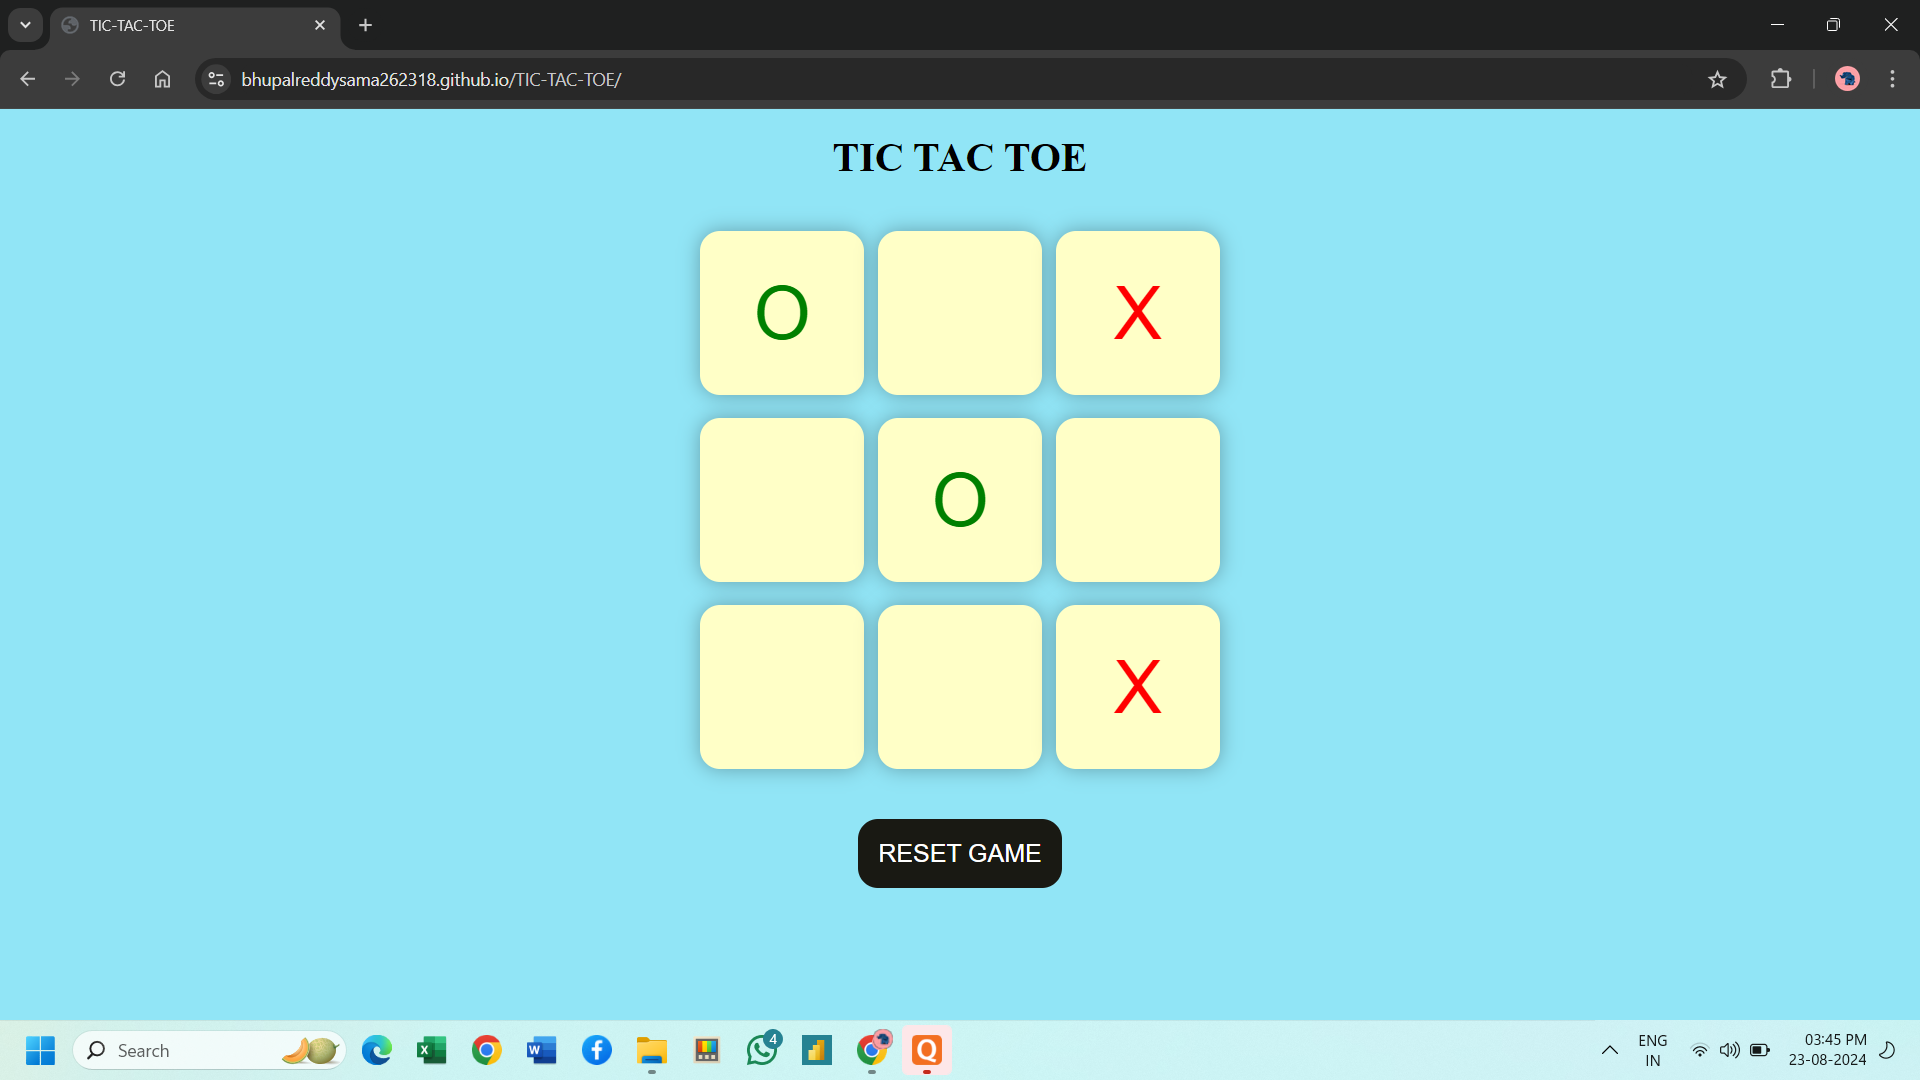 TIC-TAC-TOE
bhupalreddysama262318.github.io/TIC-TAC-TOE/
TIC TAC TOE
O X
O
X
RESET GAME
Search
4
ENG
IN
03:45 PM
23-08-2024